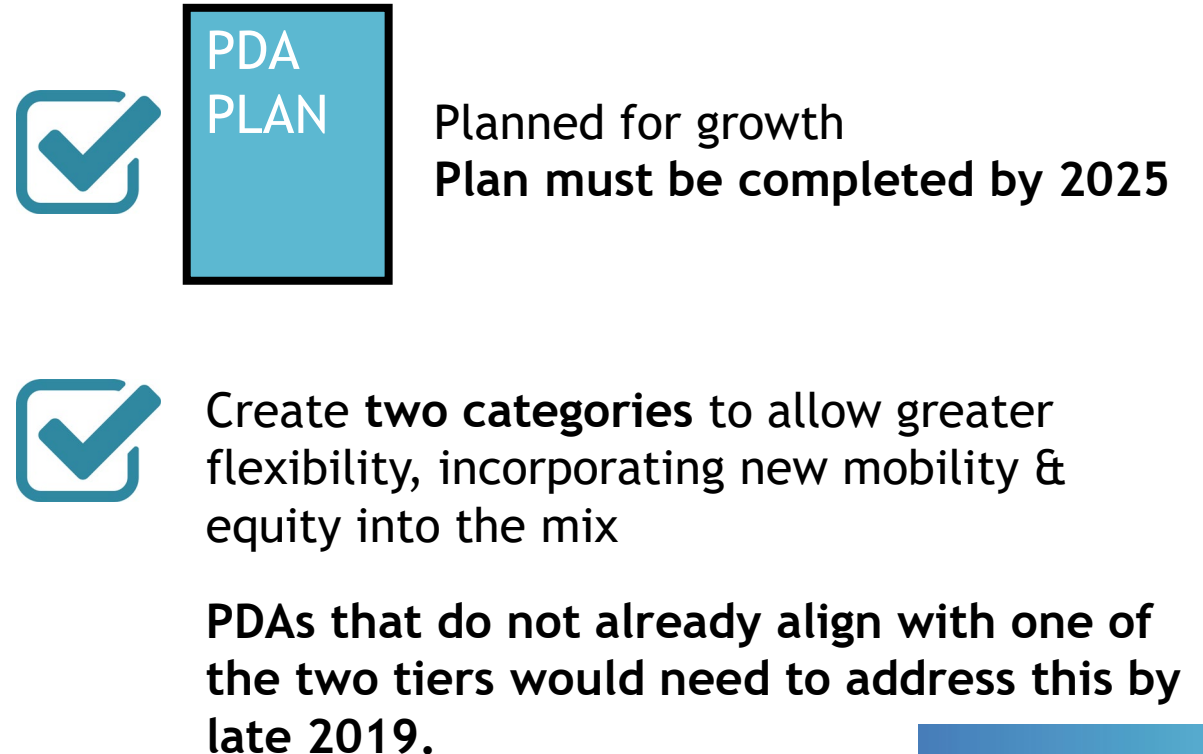 PDA
PLAN
Planned for growth
Plan must be completed by 2025
Create two categories to allow greater
flexibility, incorporating new mobility &
equity into the mix
PDAs that do not already align with one of
the two tiers would need to address this by
late 2019.